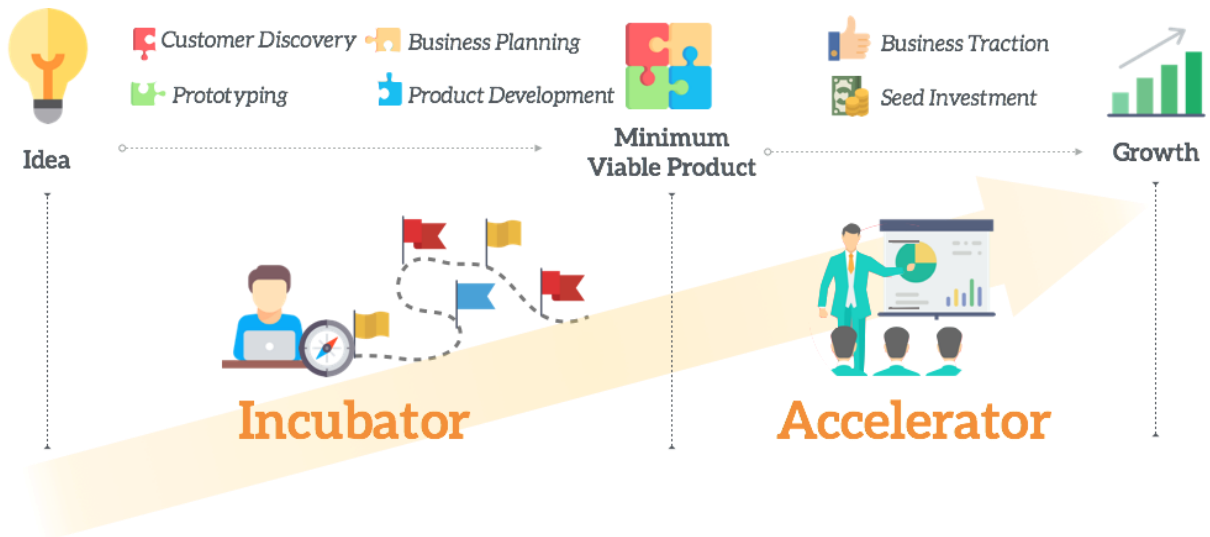 Customer Discovery
Business Planning
Prototyping
Product Development
Business Traction
Seed Investment
Idea
Minimum
Viable Product
Growth
Incubator
Accelerator